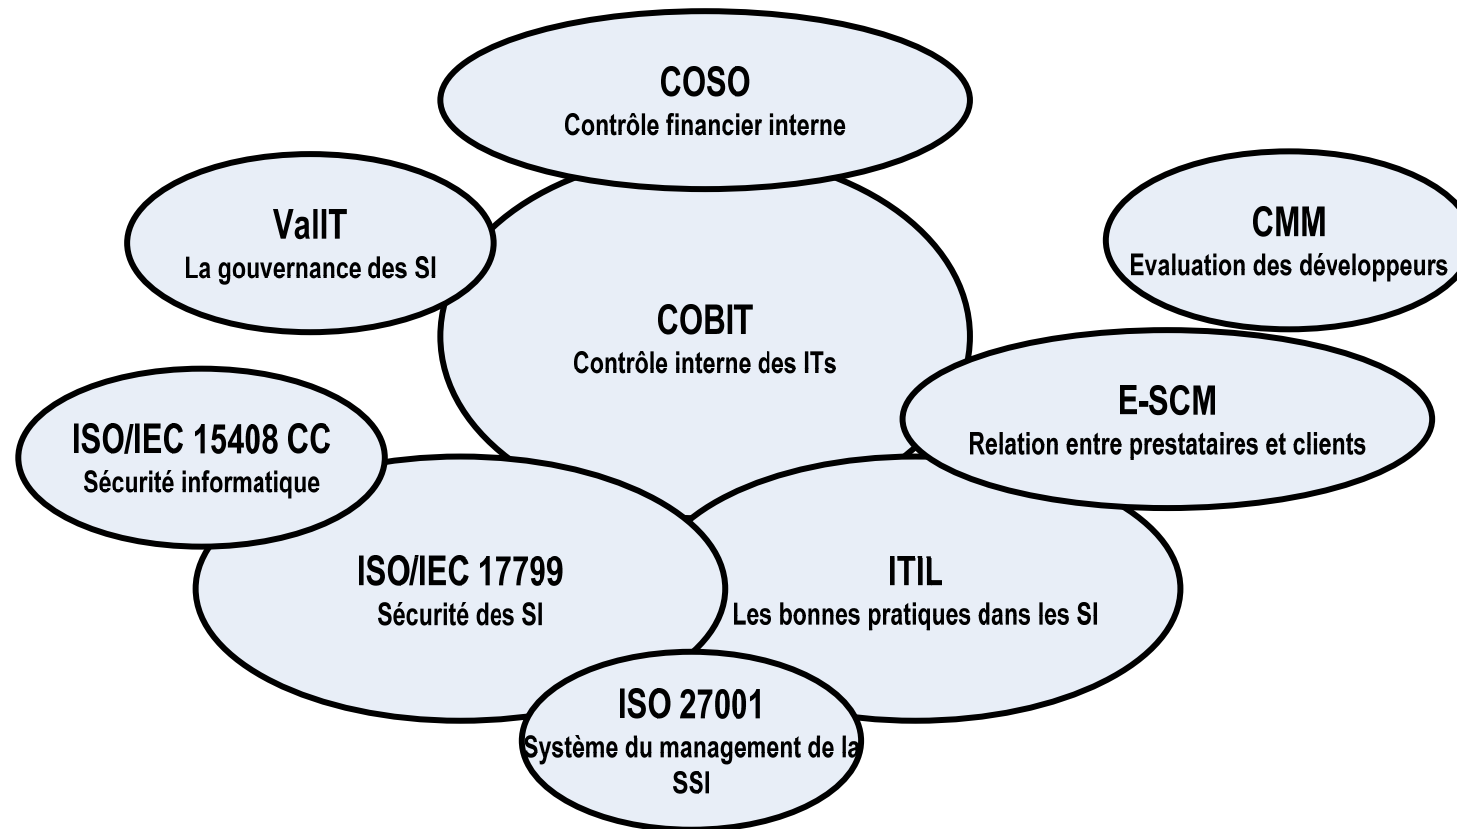 COSO
Contrôle financier interne
ValIT
La gouvernance des SI
CMM
Evaluation des développeurs
COBIT
Contrôle interne des ITs
E-SCM
Relation entre prestataires et clients
ISO/IEC 15408 CC
Sécurité informatique
ISO/IEC 17799
Sécurité des SI
ITIL
Les bonnes pratiques dans les SI
ISO 27001
Système du management de la
SSI